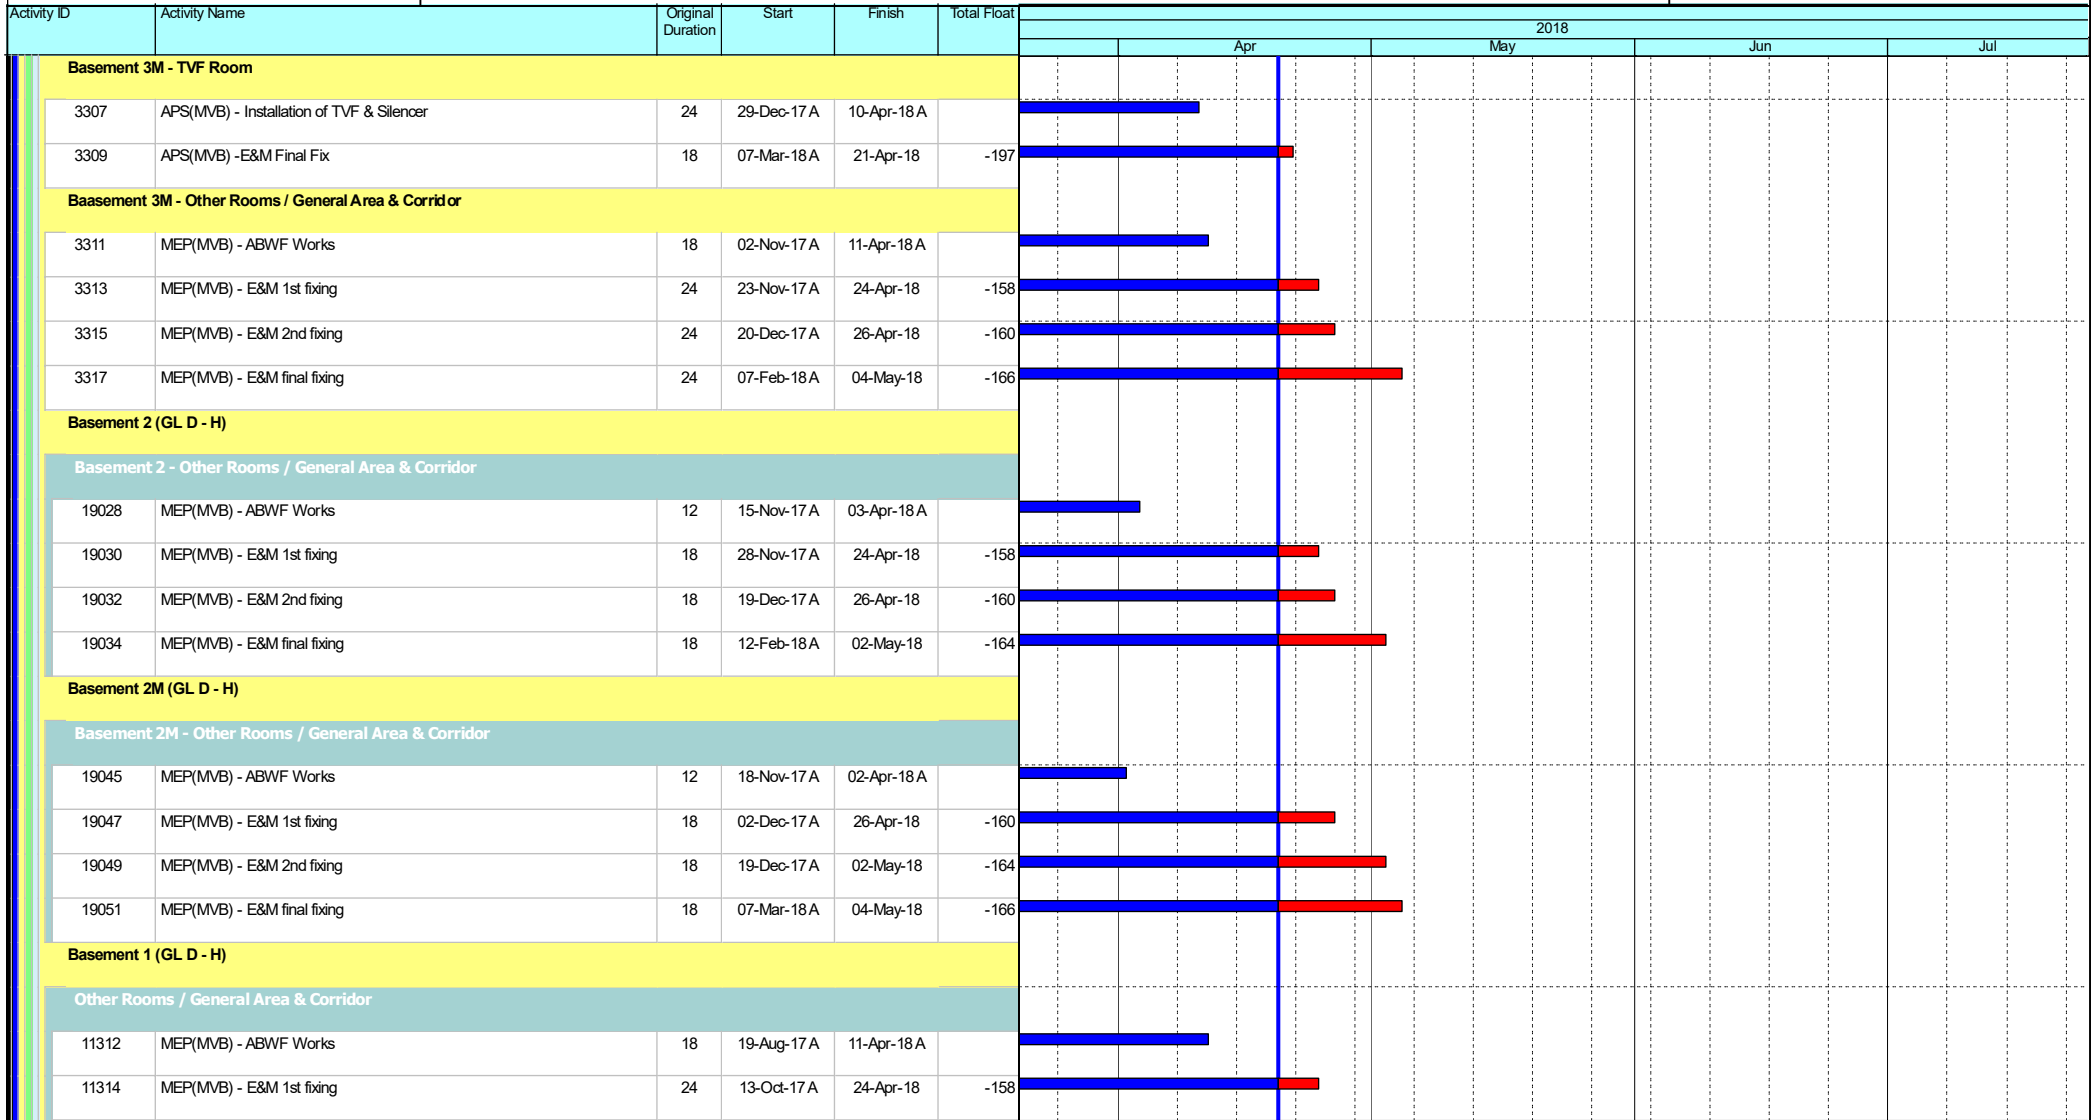 Activity ID Activity Name Original Duration Start Finish Total Float
2018
Apr May Jun Jul
Basement 3M - TVF Room
3307 APS(MVB) - Installation of TVF & Silencer 24 29-Dec-17 A 10-Apr-18 A
3309 APS(MVB) -E&M Final Fix 18 07-Mar-18 A 21-Apr-18 -197
Baasement 3M - Other Rooms / General Area & Corridor
3311 MEP(MVB) - ABWF Works 18 02-Nov-17 A 11-Apr-18 A
3313 MEP(MVB) - E&M 1st fixing 24 23-Nov-17 A 24-Apr-18 -158
3315 MEP(MVB) - E&M 2nd fixing 24 20-Dec-17 A 26-Apr-18 -160
3317 MEP(MVB) - E&M final fixing 24 07-Feb-18 A 04-May-18 -166
Basement 2 (GL D - H)
Basement 2 - Other Rooms / General Area & Corridor
19028 MEP(MVB) - ABWF Works 12 15-Nov-17 A 03-Apr-18 A
19030 MEP(MVB) - E&M 1st fixing 18 28-Nov-17 A 24-Apr-18 -158
19032 MEP(MVB) - E&M 2nd fixing 18 19-Dec-17 A 26-Apr-18 -160
19034 MEP(MVB) - E&M final fixing 18 12-Feb-18 A 02-May-18 -164
Basement 2M (GL D - H)
Basement 2M - Other Rooms / General Area & Corridor
19045 MEP(MVB) - ABWF Works 12 18-Nov-17 A 02-Apr-18 A
19047 MEP(MVB) - E&M 1st fixing 18 02-Dec-17 A 26-Apr-18 -160
19049 MEP(MVB) - E&M 2nd fixing 18 19-Dec-17 A 02-May-18 -164
19051 MEP(MVB) - E&M final fixing 18 07-Mar-18 A 04-May-18 -166
Basement 1 (GL D - H)
Other Rooms / General Area & Corridor
11312 MEP(MVB) - ABWF Works 18 19-Aug-17 A 11-Apr-18 A
11314 MEP(MVB) - E&M 1st fixing 24 13-Oct-17 A 24-Apr-18 -158